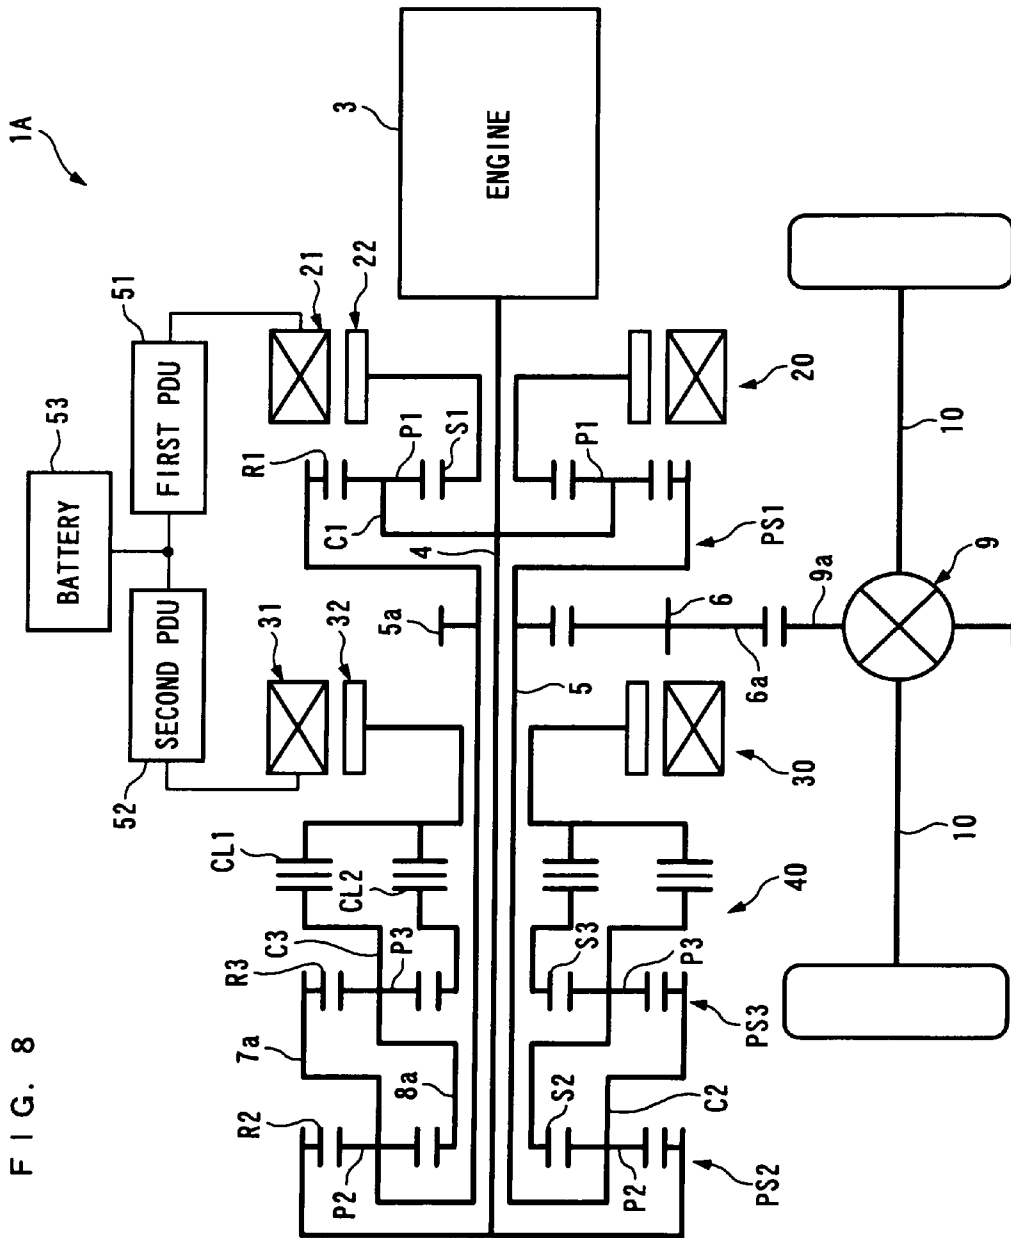 FIG. 8
1A
BATTERY
53
SECOND PDU
52
FIRST PDU
51
31
32
21
22
3
ENGINE
CL1
CL2
C3
R3
P3
7a
8a
R2
P2
5a
4
C1
R1
P1
S1
S2
C2
P2
PS2
S3
P3
PS3
40
30
5
6
6a
9a
9
PS1
P1
20
10
10